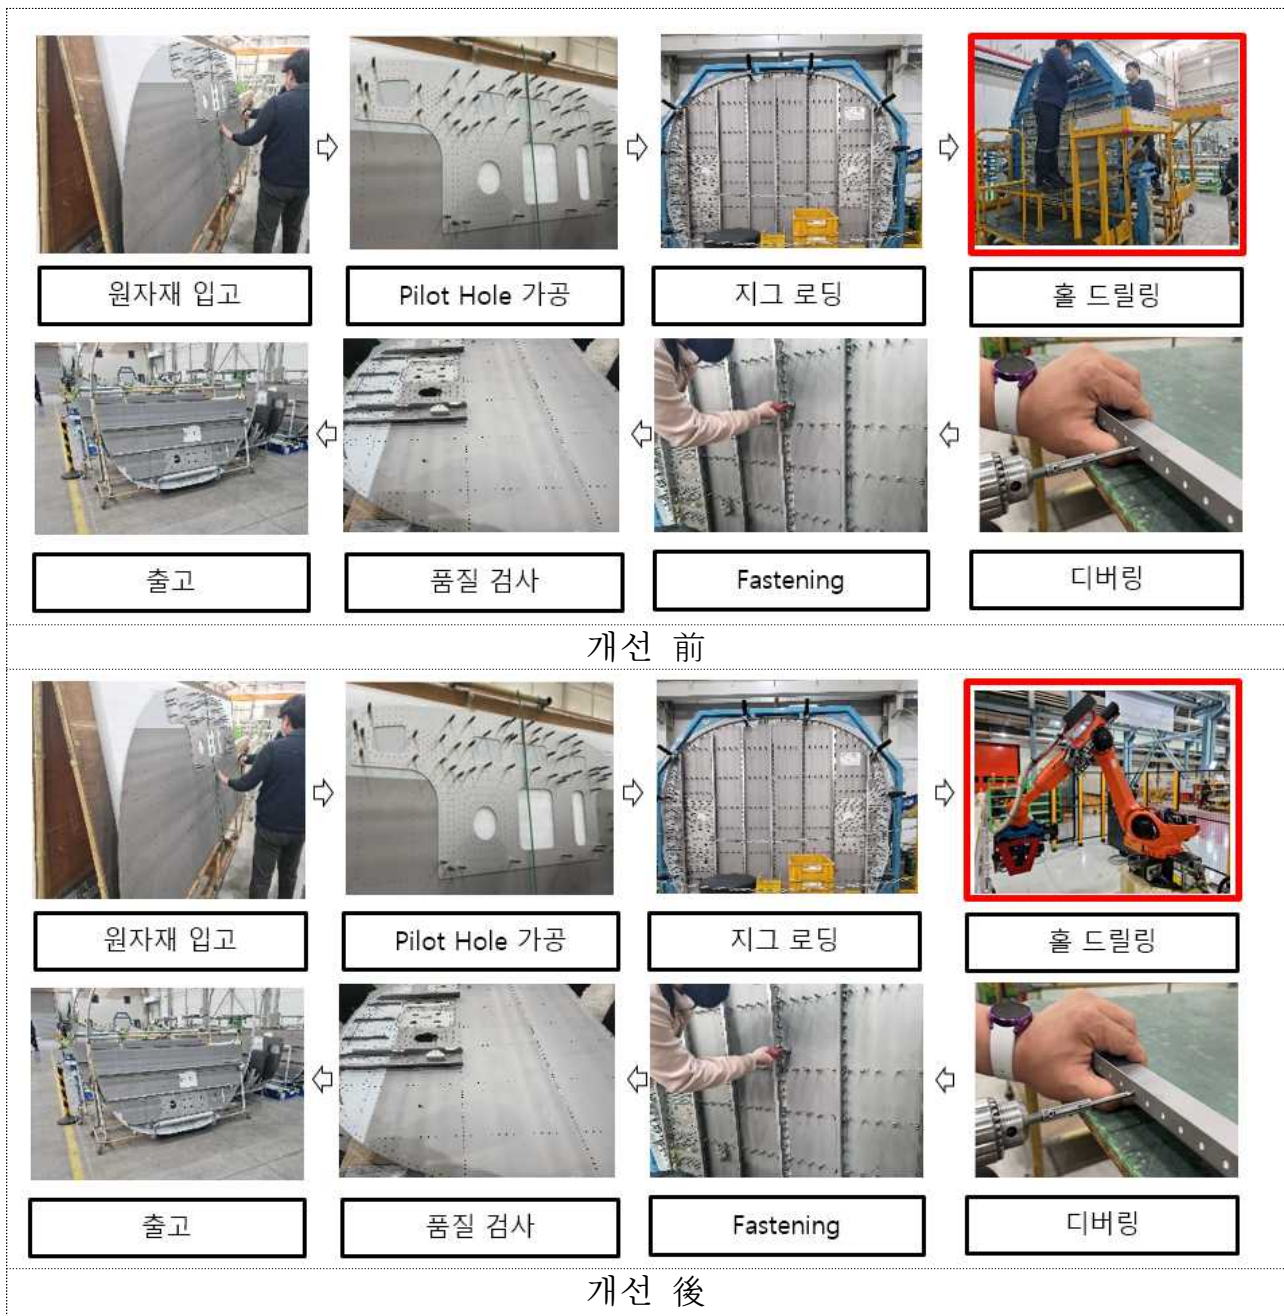 원자재 입고
Pilot Hole 가공
지그 로딩
홀 드릴링
출고
품질 검사
Fastening
디버링
개선 前
원자재 입고
Pilot Hole 가공
지그 로딩
홀 드릴링
출고
품질 검사
Fastening
디버링
개선 後